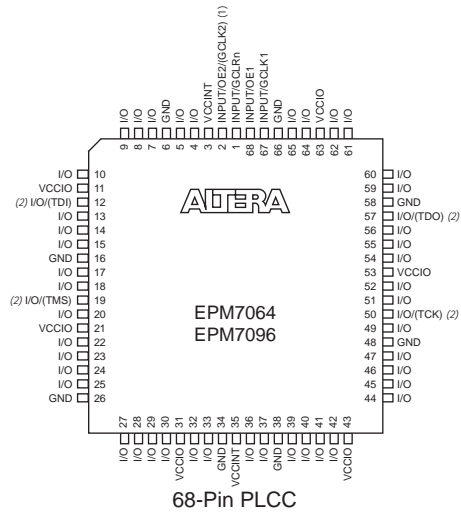 I/O I/O I/O GND I/O I/O VCCINT INPUT/OE2/(GCLK2) (1) INPUT/GCLRn INPUT/OE1 INPUT/GCLK1 GND I/O I/O VCCIO I/O I/O
9 8 7 6 5 4 3 2 1 68 67 66 65 64 63 62 61
I/O 10
VCCIO 11
(2) I/O/(TDI) 12
I/O 13
I/O 14
I/O 15
GND 16
I/O 17
I/O 18
(2) I/O/(TMS) 19
I/O 20
VCCIO 21
I/O 22
I/O 23
I/O 24
I/O 25
GND 26
ALTERA
EPM7064
EPM7096
60 I/O
59 I/O
58 GND
57 I/O/(TDO) (2)
56 I/O
55 I/O
54 I/O
53 VCCIO
52 I/O
51 I/O
50 I/O/(TCK) (2)
49 I/O
48 GND
47 I/O
46 I/O
45 I/O
44 I/O
27 28 29 30 31 32 33 34 35 36 37 38 39 40 41 42 43
I/O I/O I/O I/O VCCIO I/O I/O GND VCCINT I/O I/O GND I/O I/O I/O I/O VCCIO
68-Pin PLCC